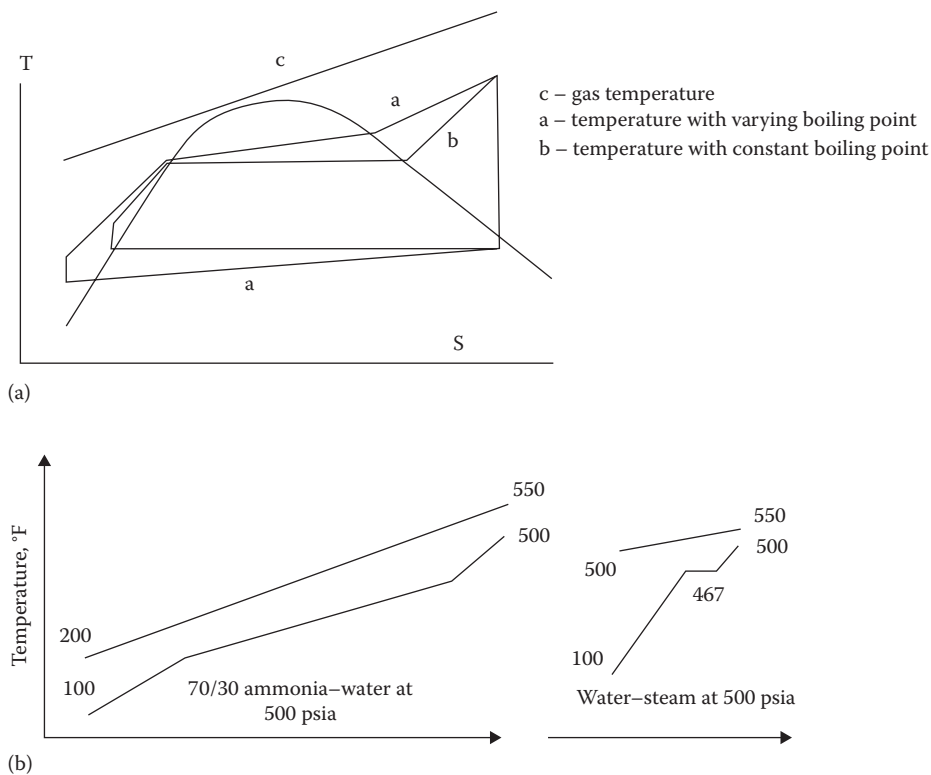 T
c
a
b
a
S
c – gas temperature
a – temperature with varying boiling point
b – temperature with constant boiling point
(a)
Temperature, °F
550
500
200
100
70/30 ammonia–water at
500 psia
550
500
500
467
100
Water–steam at 500 psia
(b)